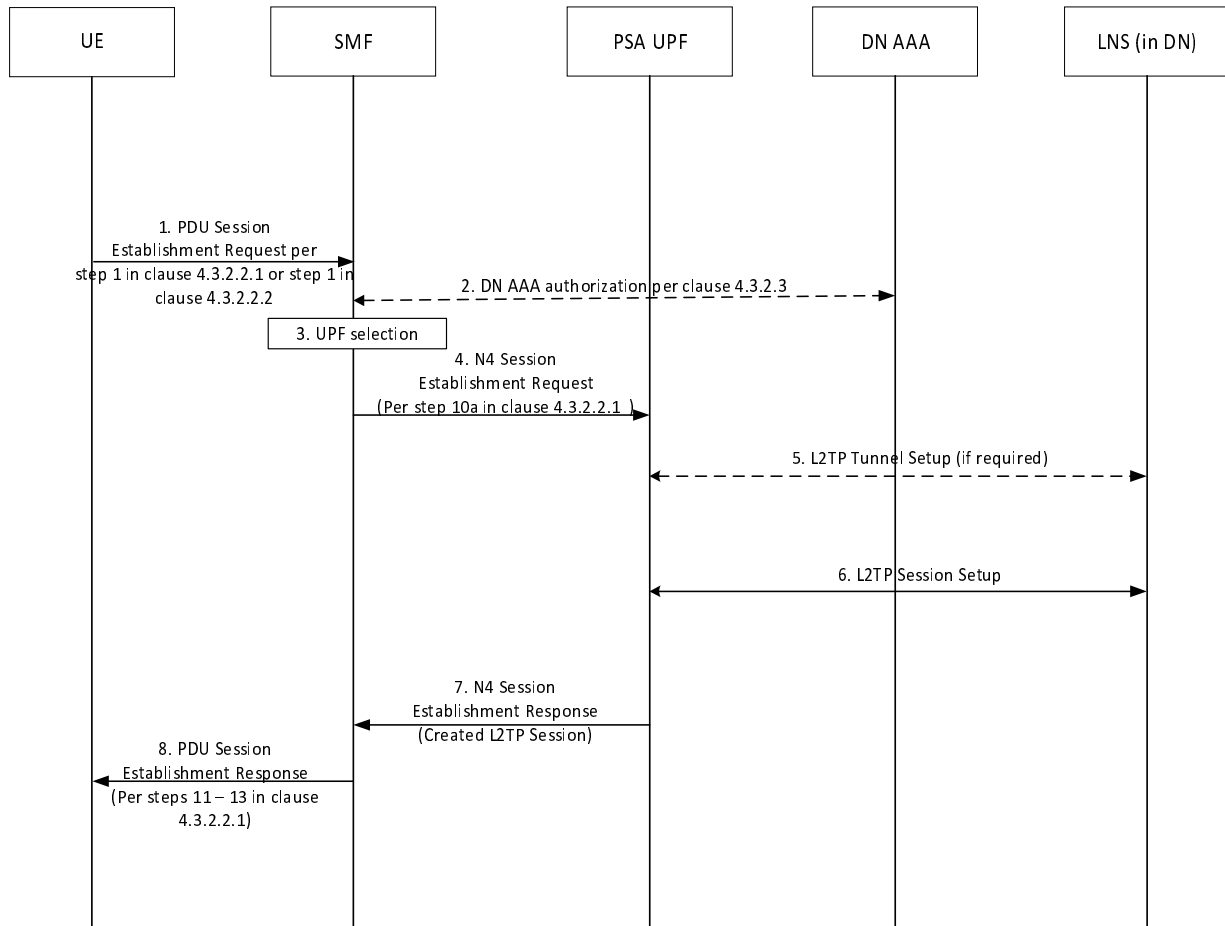 UE
SMF
PSA UPF
DN AAA
LNS (in DN)
1. PDU Session
Establishment Request per
step 1 in clause 4.3.2.2.1 or step 1 in
clause 4.3.2.2.2
2. DN AAA authorization per clause 4.3.2.3
3. UPF selection
4. N4 Session
Establishment Request
(Per step 10a in clause 4.3.2.2.1 )
5. L2TP Tunnel Setup (if required)
6. L2TP Session Setup
7. N4 Session
Establishment Response
(Created L2TP Session)
8. PDU Session
Establishment Response
(Per steps 11 – 13 in clause
4.3.2.2.1)